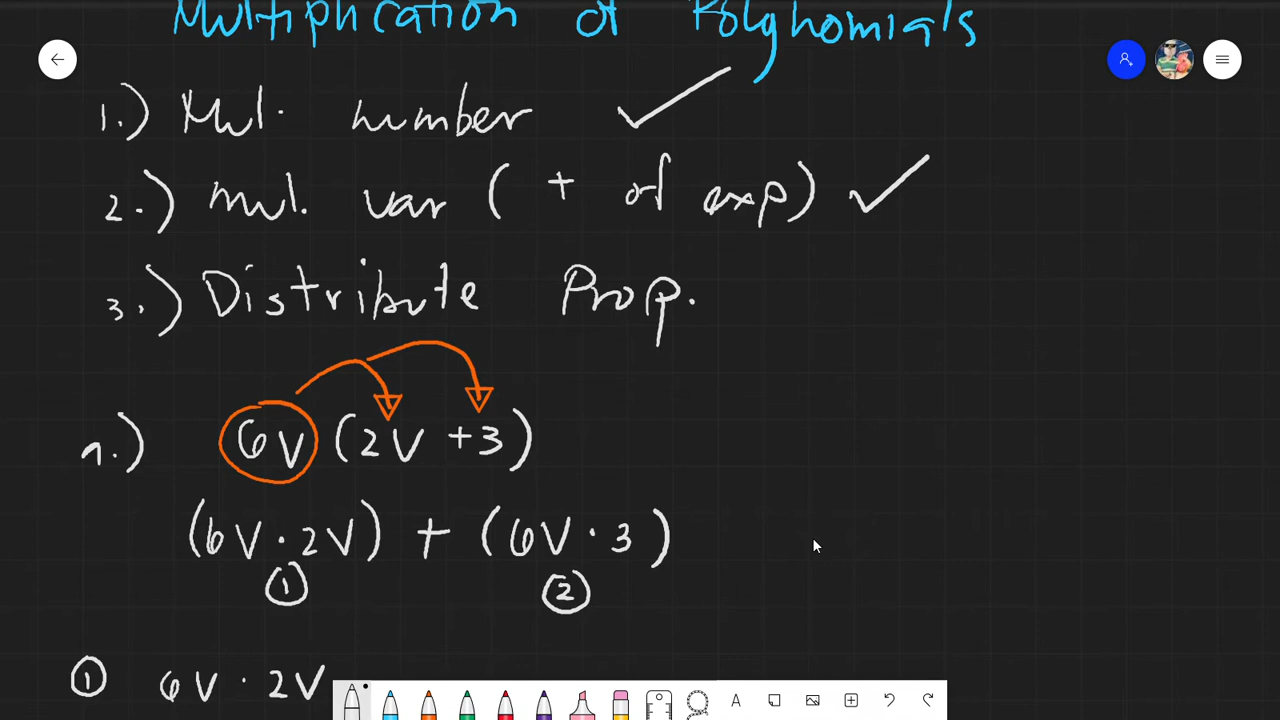 Multiplication of Polynomials
1.) Mul. number ✓
2.) mul. var ( + of exp) ✓
3.) Distribute Prop.
a.) 6V (2V +3)
(6V · 2V) + (6V · 3)
① ②
① 6V · 2V
A